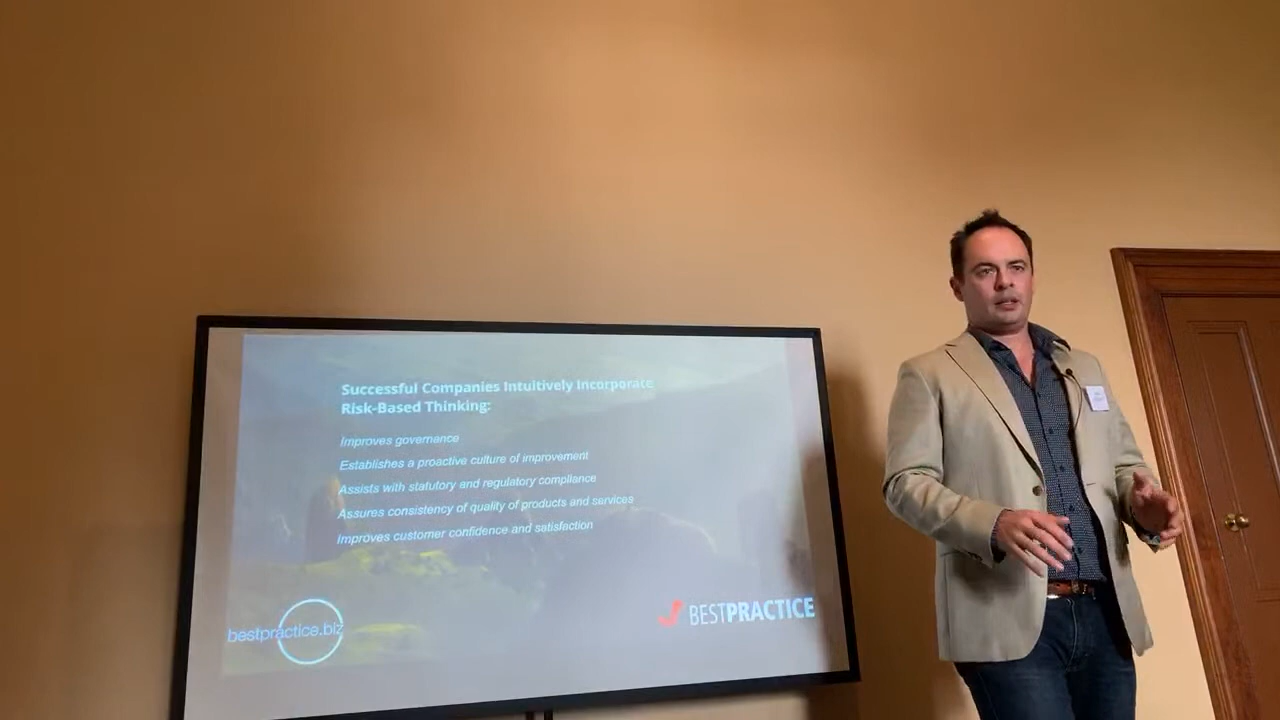 Successful Companies Intuitively Incorporate
Risk-Based Thinking:
Improves governance
Establishes a proactive culture of improvement
Assists with statutory and regulatory compliance
Assures consistency of quality of products and services
Improves customer confidence and satisfaction
bestpractice.biz
BESTPRACTICE